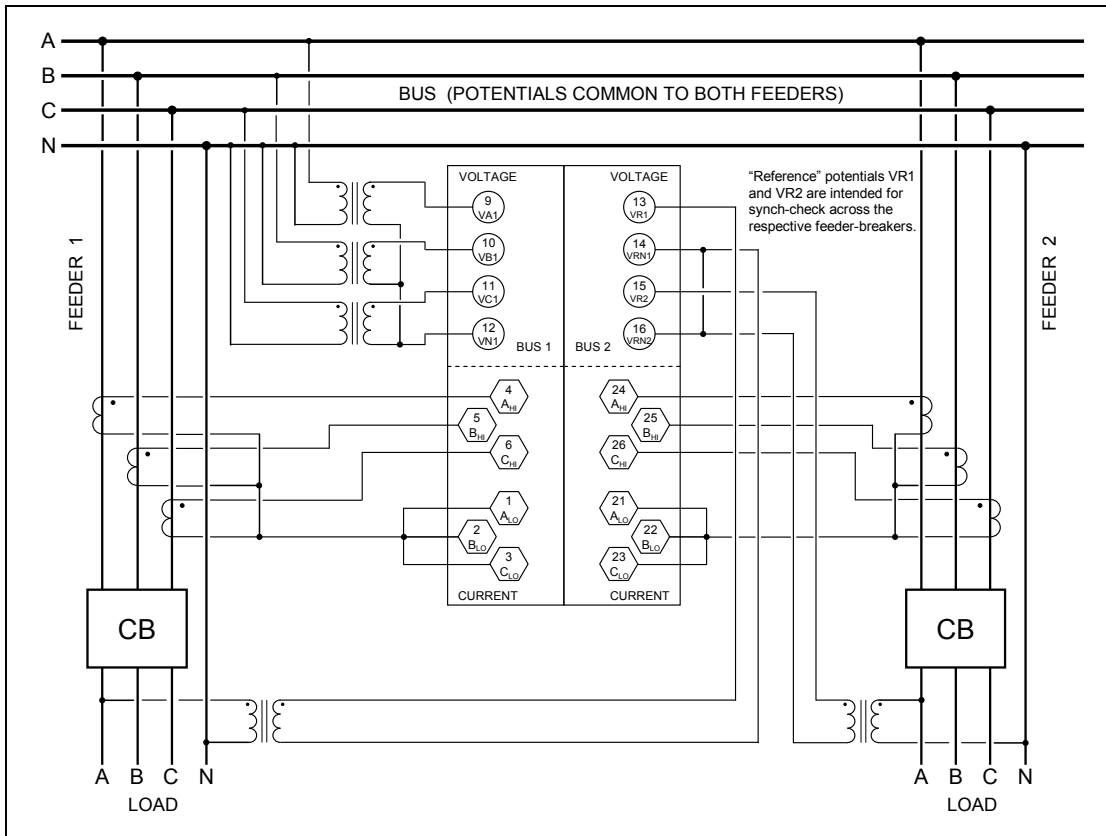 A
B
C
N
BUS (POTENTIALS COMMON TO BOTH FEEDERS)
FEEDER 1
VOLTAGE
9
VA1
10
VB1
11
VC1
12
VN1
BUS 1
VOLTAGE
13
VR1
14
VRN1
15
VR2
16
VRN2
BUS 2
"Reference" potentials VR1
and VR2 are intended for
synch-check across the
respective feeder-breakers.
FEEDER 2
4
AHI
5
BHI
6
CHI
1
ALO
2
BLO
3
CLO
CURRENT
24
AHI
25
BHI
26
CHI
21
ALO
22
BLO
23
CLO
CURRENT
CB
CB
A B C N
LOAD
A B C N
LOAD